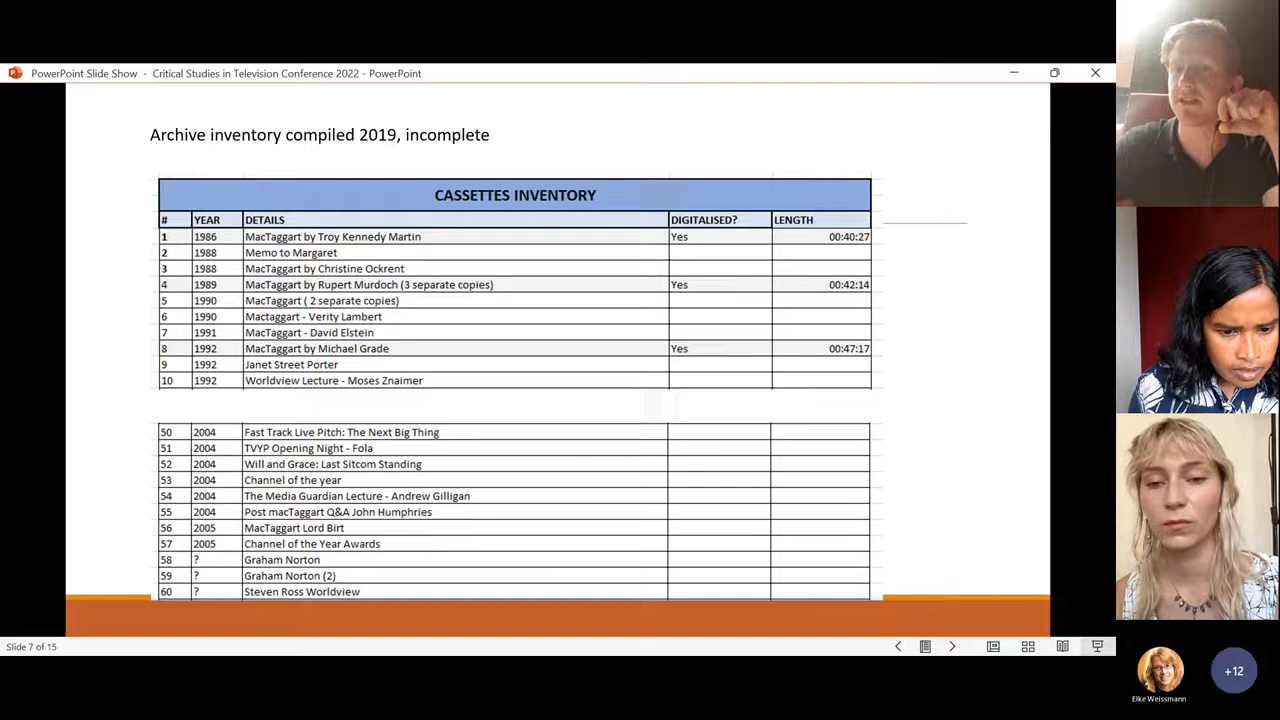 PowerPoint Slide Show - Critical Studies in Television Conference 2022 - PowerPoint
Archive inventory compiled 2019, incomplete
CASSETTES INVENTORY
# YEAR DETAILS DIGITALISED? LENGTH
1 1986 MacTaggart by Troy Kennedy Martin Yes 00:40:27
2 1988 Memo to Margaret
3 1988 MacTaggart by Christine Ockrent
4 1989 MacTaggart by Rupert Murdoch (3 separate copies) Yes 00:42:14
5 1990 MacTaggart ( 2 separate copies)
6 1990 Mactaggart - Verity Lambert
7 1991 MacTaggart - David Elstein
8 1992 MacTaggart by Michael Grade Yes 00:47:17
9 1992 Janet Street Porter
10 1992 Worldview Lecture - Moses Znaimer
50 2004 Fast Track Live Pitch: The Next Big Thing
51 2004 TVYP Opening Night - Fola
52 2004 Will and Grace: Last Sitcom Standing
53 2004 Channel of the year
54 2004 The Media Guardian Lecture - Andrew Gilligan
55 2004 Post macTaggart Q&A John Humphries
56 2005 MacTaggart Lord Birt
57 2005 Channel of the Year Awards
58 ? Graham Norton
59 ? Graham Norton (2)
60 ? Steven Ross Worldview
Slide 7 of 15
+12
Elke Weissmann